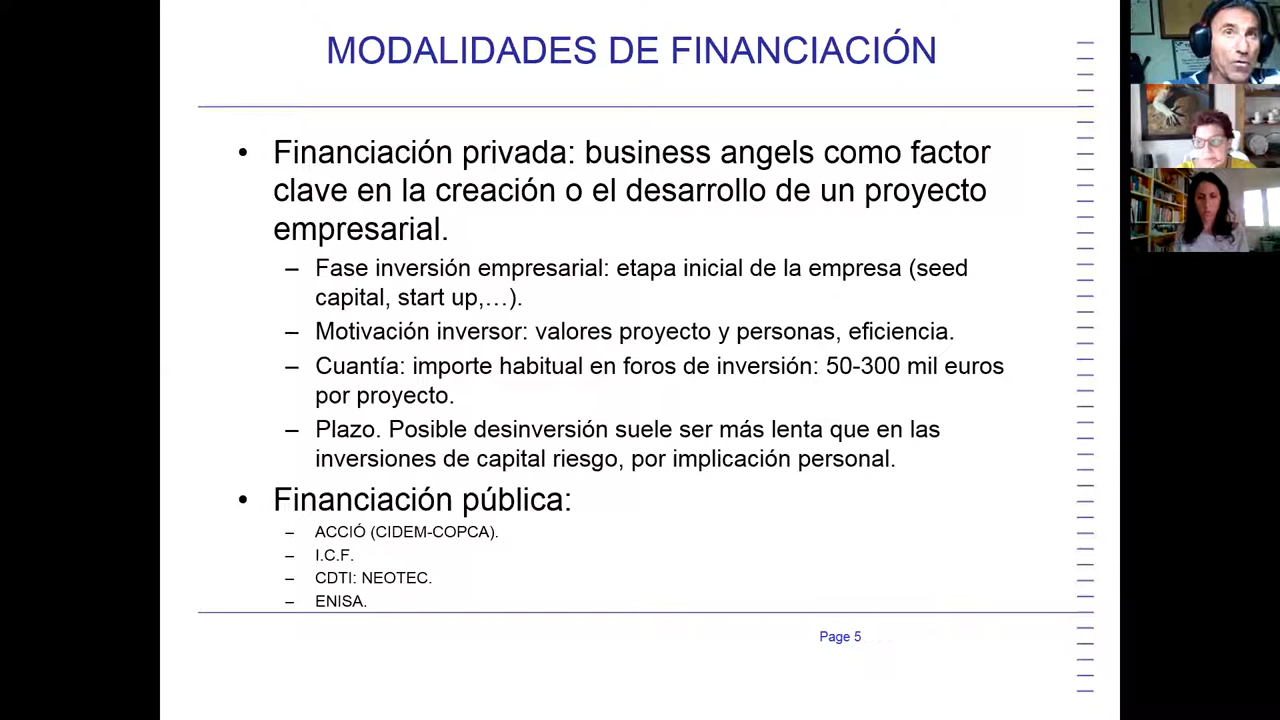 MODALIDADES DE FINANCIACIÓN
• Financiación privada: business angels como factor
clave en la creación o el desarrollo de un proyecto
empresarial.
– Fase inversión empresarial: etapa inicial de la empresa (seed
capital, start up,…).
– Motivación inversor: valores proyecto y personas, eficiencia.
– Cuantía: importe habitual en foros de inversión: 50-300 mil euros
por proyecto.
– Plazo. Posible desinversión suele ser más lenta que en las
inversiones de capital riesgo, por implicación personal.
• Financiación pública:
– ACCIÓ (CIDEM-COPCA).
– I.C.F.
– CDTI: NEOTEC.
– ENISA.
Page 5